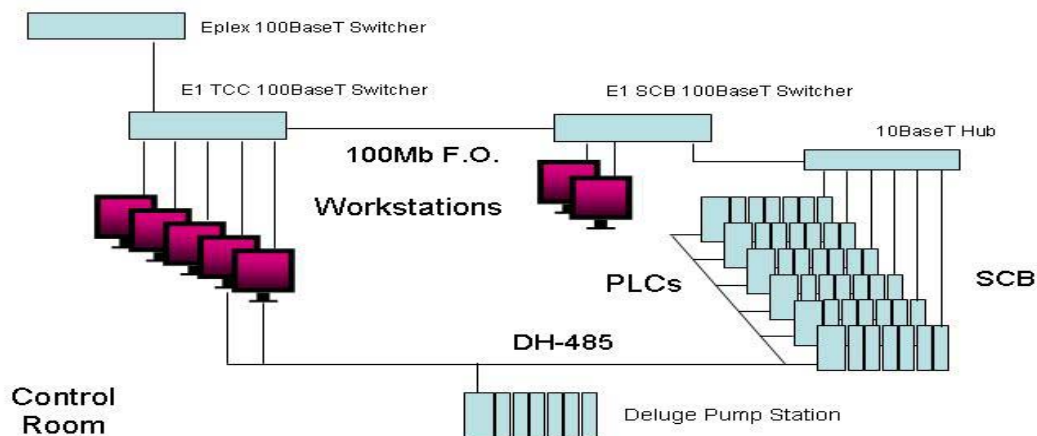 Eplex 100BaseT Switcher
E1 TCC 100BaseT Switcher
E1 SCB 100BaseT Switcher
10BaseT Hub
100Mb F.O.
Workstations
PLCs
SCB
DH-485
Control
Room
Deluge Pump Station